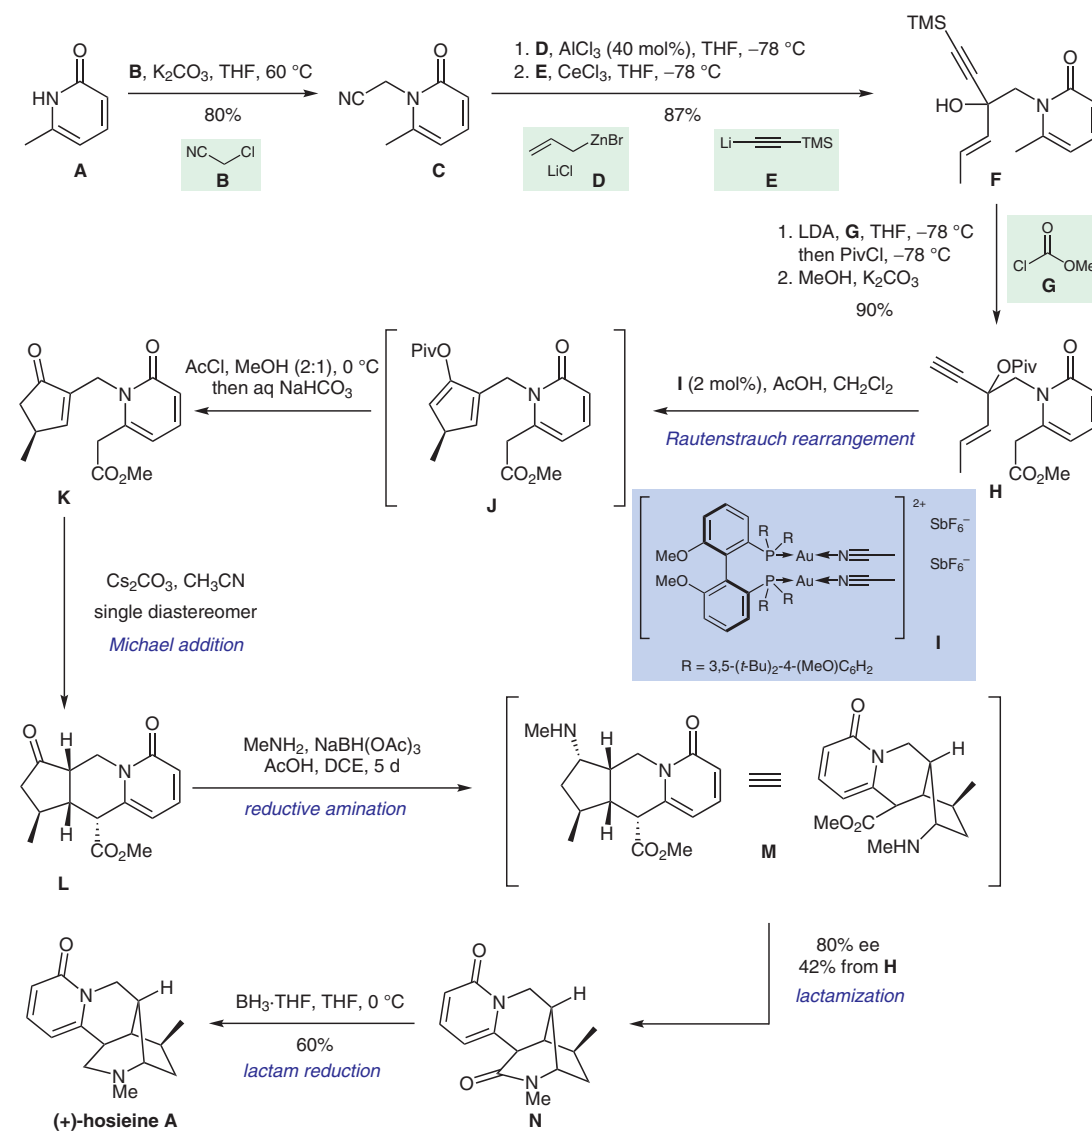 O
HN
A
B, K₂CO₃, THF, 60 °C
80%
NC
Cl
B
O
NC
N
C
1. D, AlCl₃ (40 mol%), THF, –78 °C
2. E, CeCl₃, THF, –78 °C
87%
ZnBr
LiCl
D
Li
TMS
E
TMS
O
HO
N
F
1. LDA, G, THF, –78 °C
then PivCl, –78 °C
2. MeOH, K₂CO₃
90%
O
Cl
OMe
G
O
OPiv
N
CO₂Me
H
I (2 mol%), AcOH, CH₂Cl₂
Rautenstrauch rearrangement
PivO
O
N
CO₂Me
J
AcCl, MeOH (2:1), 0 °C
then aq NaHCO₃
O
O
N
CO₂Me
K
2+
SbF₆⁻
SbF₆⁻
R
R
MeO
P
Au
N
MeO
P
Au
N
R
R
I
R = 3,5-(t-Bu)₂-4-(MeO)C₆H₂
Cs₂CO₃, CH₃CN
single diastereomer
Michael addition
O
H
O
N
H
CO₂Me
L
MeNH₂, NaBH(OAc)₃
AcOH, DCE, 5 d
reductive amination
MeHN
H
O
N
H
CO₂Me
M
O
N
H
MeO₂C
MeHN
80% ee
42% from H
lactamization
O
N
H
O
N
Me
N
BH₃·THF, THF, 0 °C
60%
lactam reduction
O
N
H
N
Me
(+)-hosieine A